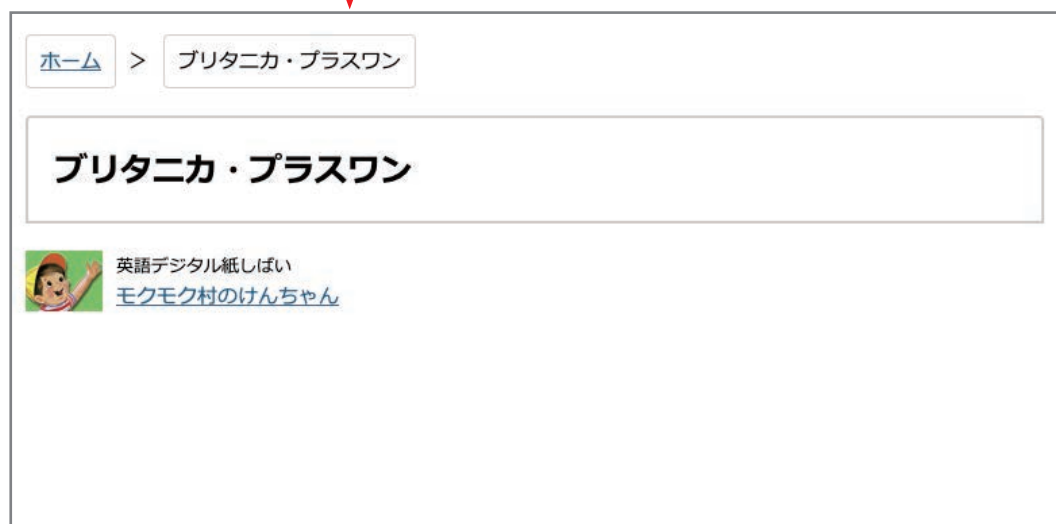 ホーム > ブリタニカ・プラスワン
ブリタニカ・プラスワン
英語デジタル紙しばい
モクモク村のけんちゃん